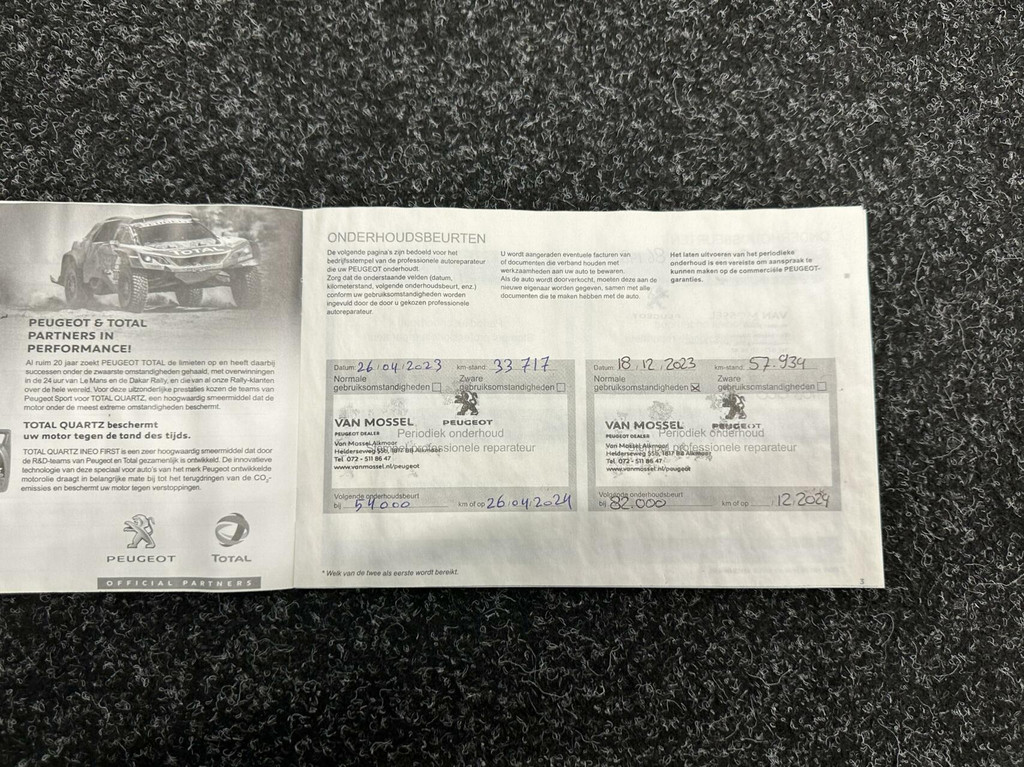 TOTAL
PEUGEOT & TOTAL
PARTNERS IN
PERFORMANCE!
Al ruim 20 jaar zoekt PEUGEOT TOTAL de limieten op en heeft daarbij
successen onder de zwaarste omstandigheden gehaald, met overwinningen
in de 24 uur van Le Mans en de Dakar Rally, en die van al onze Rally-klanten
over de hele wereld. Voor deze uitzonderlijke prestaties kozen de teams van
Peugeot Sport voor TOTAL QUARTZ, een hoogwaardig smeermiddel dat de
motor onder de meest extreme omstandigheden beschermt.
TOTAL QUARTZ beschermt
uw motor tegen de tand des tijds.
TOTAL QUARTZ INEO FIRST is een zeer hoogwaardig smeermiddel dat door
de R&D-teams van Peugeot en Total gezamenlijk is ontwikkeld. De innovatieve
technologie van deze speciaal voor auto's van het merk Peugeot ontwikkelde
motorolie draagt in belangrijke mate bij tot het terugdringen van de CO2-
emissies en beschermt uw motor tegen verstoppingen.
PEUGEOT TOTAL
OFFICIAL PARTNERS
ONDERHOUDSBEURTEN
De volgende pagina's zijn bedoeld voor het
bedrijfsstempel van de professionele autoreparateur
die uw PEUGEOT onderhoudt.
Zorg dat de onderstaande velden (datum,
kilometerstand, volgende onderhoudsbeurt, enz.)
conform uw gebruiksomstandigheden worden
ingevuld door de door u gekozen professionele
autoreparateur.
U wordt aangeraden eventuele facturen van
of documenten die verband houden met
werkzaamheden aan uw auto te bewaren.
Als de auto wordt doorverkocht, moeten deze aan de
nieuwe eigenaar worden gegeven, samen met alle
documenten die te maken hebben met de auto.
Het laten uitvoeren van het periodieke
onderhoud is een vereiste om aanspraak te
kunnen maken op de commerciële PEUGEOT-
garanties.
Datum: 26/04/2023 km-stand: 33717
Normale Zware
gebruiksomstandigheden gebruiksomstandigheden
VAN MOSSEL PEUGEOT
PEUGEOT DEALER Periodiek onderhoud
Van Mossel Alkmaar
Stempel professionele reparateur
Helderseweg 55b, 1817 BB Alkmaar
Tel. 072 - 511 86 47
www.vanmossel.nl/peugeot
Volgende onderhoudsbeurt
bij 54000 km of op 26/04/2024
Datum: 18/12/2023 km-stand: 57.934
Normale Zware
gebruiksomstandigheden gebruiksomstandigheden
VAN MOSSEL PEUGEOT
PEUGEOT DEALER Periodiek onderhoud
Van Mossel Alkmaar
Stempel professionele reparateur
Helderseweg 55b, 1817 BB Alkmaar
Tel. 072 - 511 86 47
www.vanmossel.nl/peugeot
Volgende onderhoudsbeurt
bij 82.000 km of op 12/2024
* Welk van de twee als eerste wordt bereikt.
3